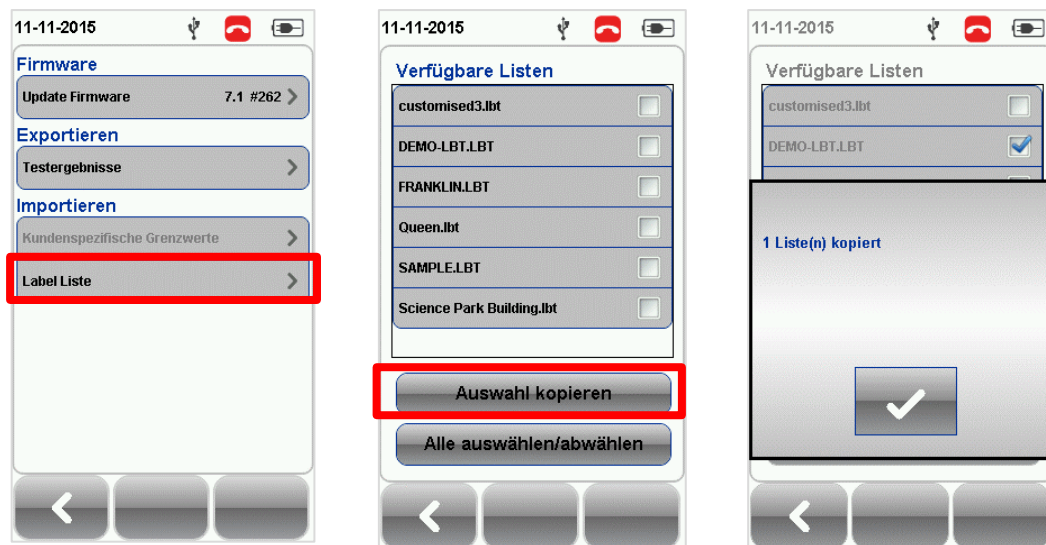 11-11-2015
Firmware
Update Firmware 7.1 #262
Exportieren
Testergebnisse
Importieren
Kundenspezifische Grenzwerte
Label Liste
11-11-2015
Verfügbare Listen
customised3.lbt
DEMO-LBT.LBT
FRANKLIN.LBT
Queen.lbt
SAMPLE.LBT
Science Park Building.lbt
Auswahl kopieren
Alle auswählen/abwählen
11-11-2015
Verfügbare Listen
customised3.lbt
DEMO-LBT.LBT
1 Liste(n) kopiert